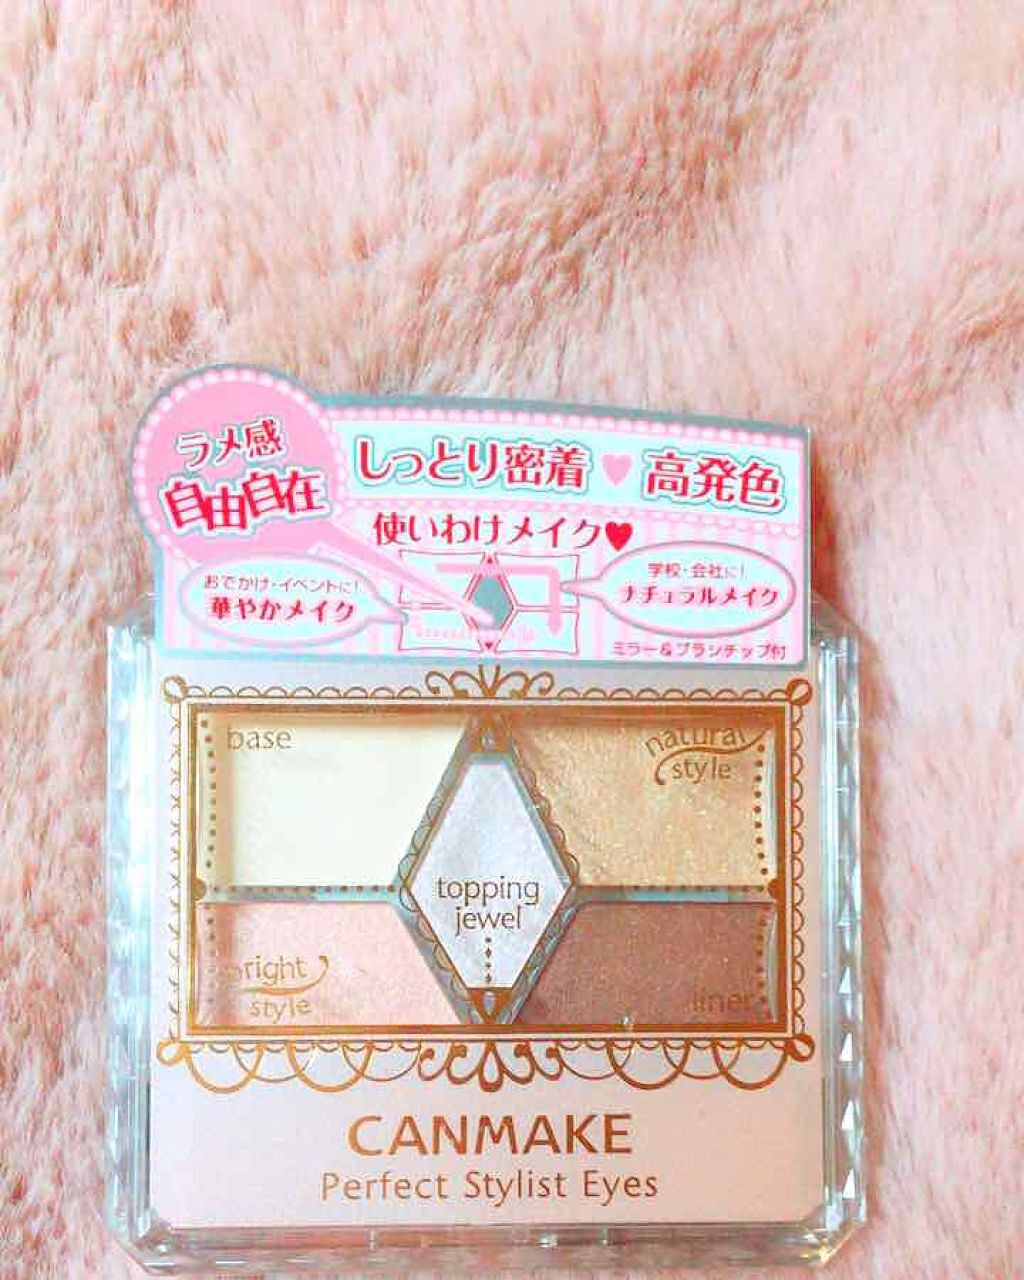 ラメ感
自由自在
しっとり密着♥高発色
使いわけメイク♥
おでかけ・イベントに!
華やかメイク
学校・会社に!
ナチュラルメイク
ミラー&ブラシチップ付
base
natural
style
topping
jewel
bright
style
liner
CANMAKE
Perfect Stylist Eyes